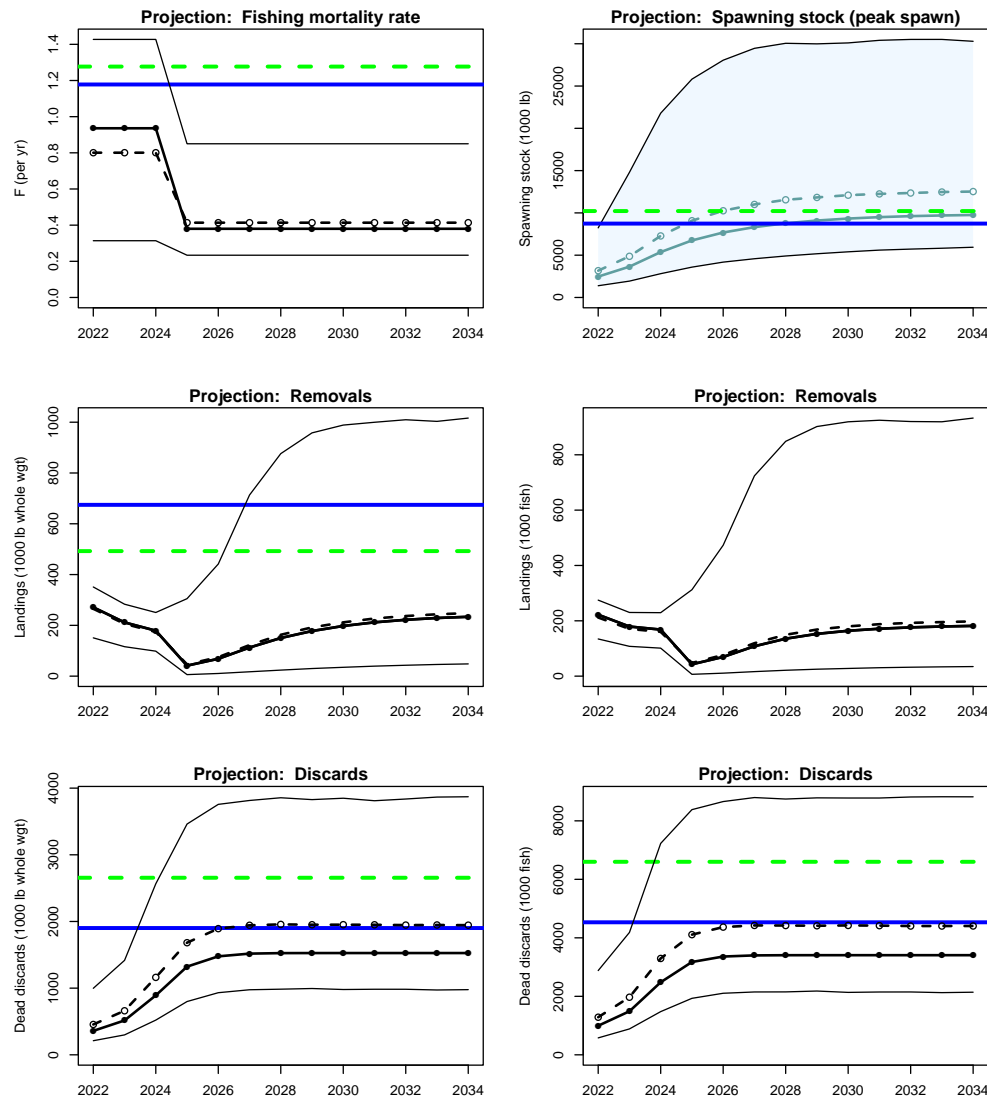 Projection:  Fishing mortality rate
F (per yr)
0.0 0.2 0.4 0.6 0.8 1.0 1.2 1.4
2022 2024 2026 2028 2030 2032 2034
Projection:  Spawning stock (peak spawn)
Spawning stock (1000 lb)
0 5000 15000 25000
2022 2024 2026 2028 2030 2032 2034
Projection:  Removals
Landings (1000 lb whole wgt)
0 200 400 600 800 1000
2022 2024 2026 2028 2030 2032 2034
Projection:  Removals
Landings (1000 fish)
0 200 400 600 800
2022 2024 2026 2028 2030 2032 2034
Projection:  Discards
Dead discards (1000 lb whole wgt)
0 1000 2000 3000 4000
2022 2024 2026 2028 2030 2032 2034
Projection:  Discards
Dead discards (1000 fish)
0 2000 4000 6000 8000
2022 2024 2026 2028 2030 2032 2034